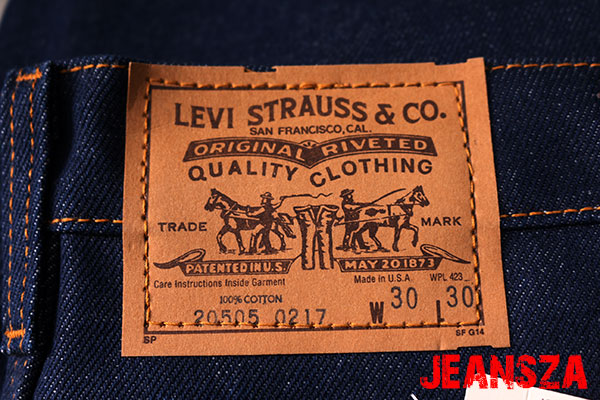 LEVI STRAUSS & CO.
SAN FRANCISCO, CAL.
ORIGINAL RIVETED
QUALITY CLOTHING
TRADE MARK
PATENTED IN U.S. MAY 20 1873
Care Instructions Inside Garment Made in U.S.A. WPL 423
100% COTTON
20505 0217 W 30 L 30
SP SF G14
JEANSZA